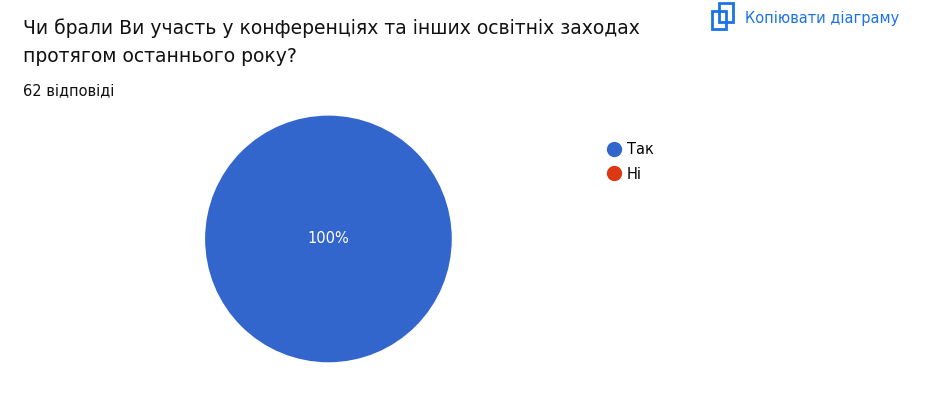 Чи брали Ви участь у конференціях та інших освітніх заходах
протягом останнього року?
Копіювати діаграму
62 відповіді
Так
Ні
100%